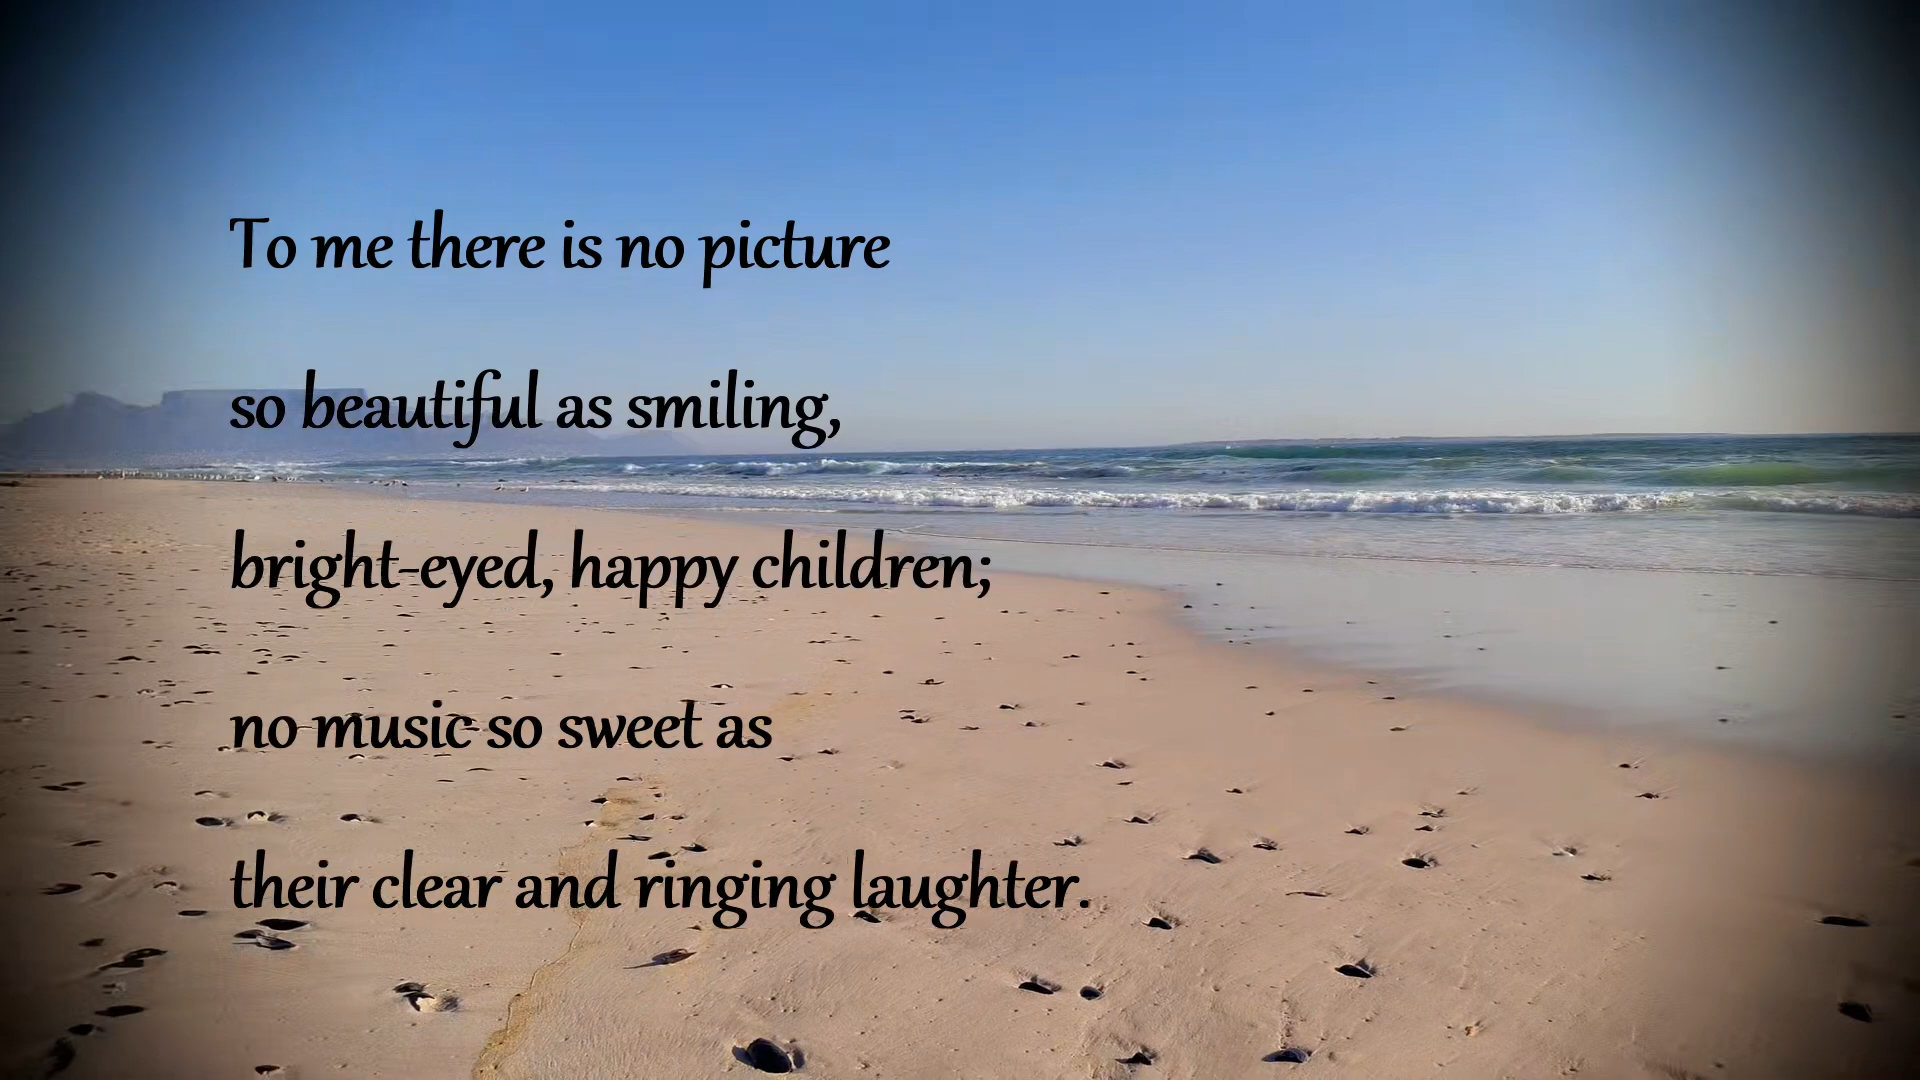 To me there is no picture
so beautiful as smiling,
bright-eyed, happy children;
no music so sweet as
their clear and ringing laughter.